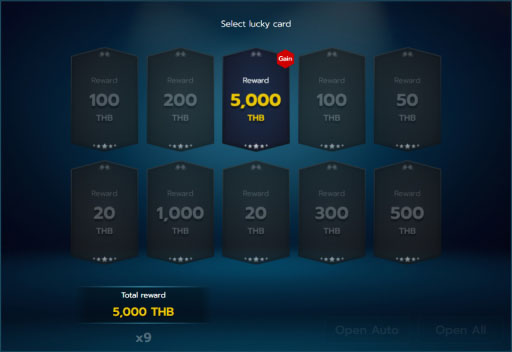 Select lucky card
Gain
Reward
100
THB
Reward
200
THB
Reward
5,000
THB
Reward
100
THB
Reward
50
THB
Reward
20
THB
Reward
1,000
THB
Reward
20
THB
Reward
300
THB
Reward
500
THB
Total reward
5,000 THB
x9
Open Auto
Open All